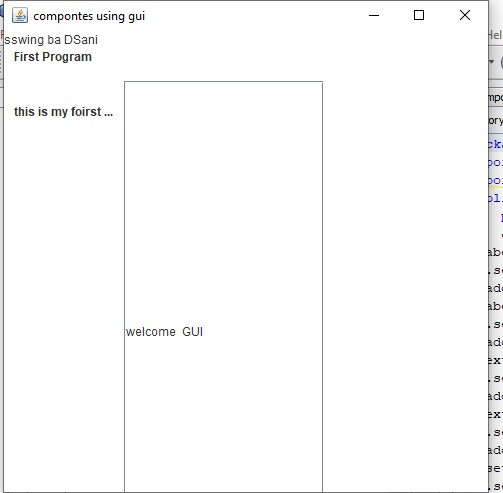 compontes using gui
sswing ba DSani
First Program
this is my foirst ...
welcome  GUI